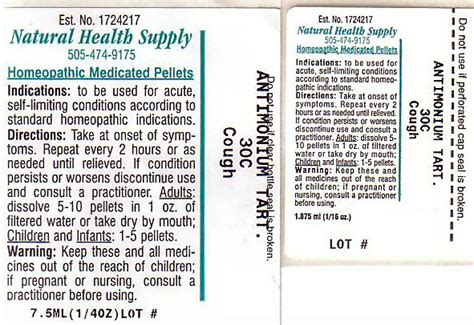 Est. No. 1724217
Natural Health Supply
505-474-9175
Homeopathic Medicated Pellets
Indications: to be used for acute,
self-limiting conditions according to
standard homeopathic indications.
Directions: Take at onset of symp-
toms. Repeat every 2 hours or as
needed until relieved. If condition
persists or worsens discontinue use
and consult a practitioner. Adults:
dissolve 5-10 pellets in 1 oz. of
filtered water or take dry by mouth;
Children and Infants: 1-5 pellets.
Warning: Keep these and all medi-
cines out of the reach of children;
if pregnant or nursing, consult a
practitioner before using.
7.5ML(1/4OZ)LOT #
Do not use if clear bottle seal is broken.
ANTIMONIUM TART.
30C
Cough
Est. No. 1724217
Natural Health Supply
505-474-9175
Homeopathic Medicated Pellets
Indications: to be used for
acute, self-limiting conditions
according to standard homeo-
pathic indications.
Directions: Take at onset of
symptoms. Repeat every 2
hours or as needed until relieved.
If condition persists or worsens
discontinue use and consult a
practitioner. Adults: dissolve 5-
10 pellets in 1 oz. of filtered
water or take dry by mouth;
Children and Infants: 1-5 pellets.
Warning: Keep these and
all medicines out of the reach
of children; if pregnant or
nursing, consult a practitioner
before using.
1.875 ml (1/16 oz.)
LOT #
Do not use if perforated cap seal is broken.
ANTIMONIUM TART.
30C
Cough